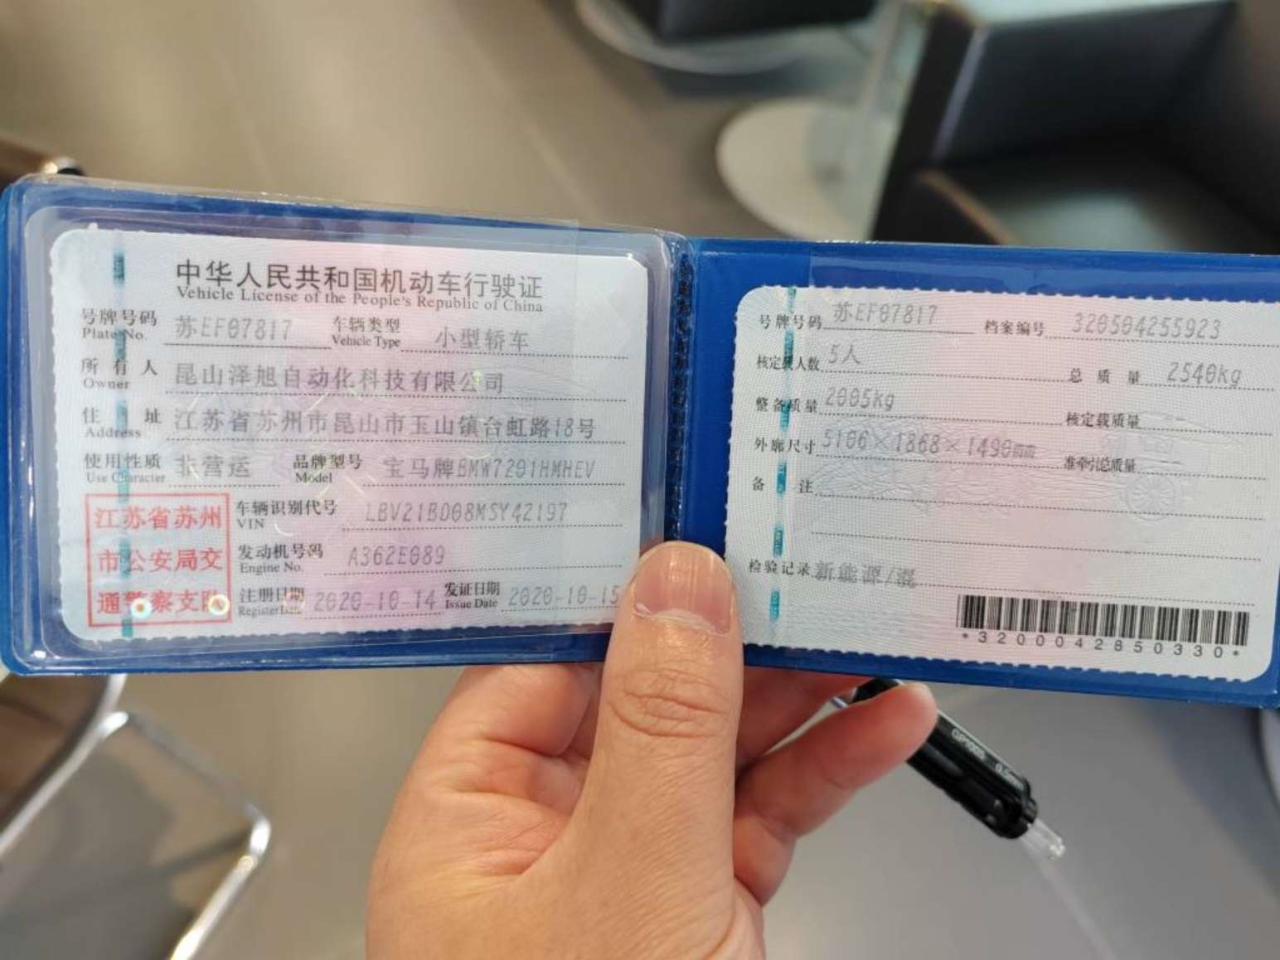 中华人民共和国机动车行驶证
Vehicle License of the People's Republic of China
号牌号码 苏EF07817 车辆类型 小型轿车
Plate No. Vehicle Type
所有人 昆山泽旭自动化科技有限公司
Owner
住址 江苏省苏州市昆山市玉山镇台虹路18号
Address
使用性质 非营运 品牌型号 宝马牌BMW7201HMHEV
Use Character Model
江苏省苏州
市公安局交
通警察支队
车辆识别代号 LBV21BD08MSY42197
VIN
发动机号码 A362E089
Engine No.
注册日期 2020-10-14 发证日期 2020-10-15
Register Date Issue Date
号牌号码 苏EF07817 档案编号 320504255923
核定载人数 5人 总质量 2540kg
整备质量 2005kg 核定载质量
外廓尺寸 5106×1868×1490mm 准牵引总质量
备注
检验记录 新能源/混
*3200042850330*